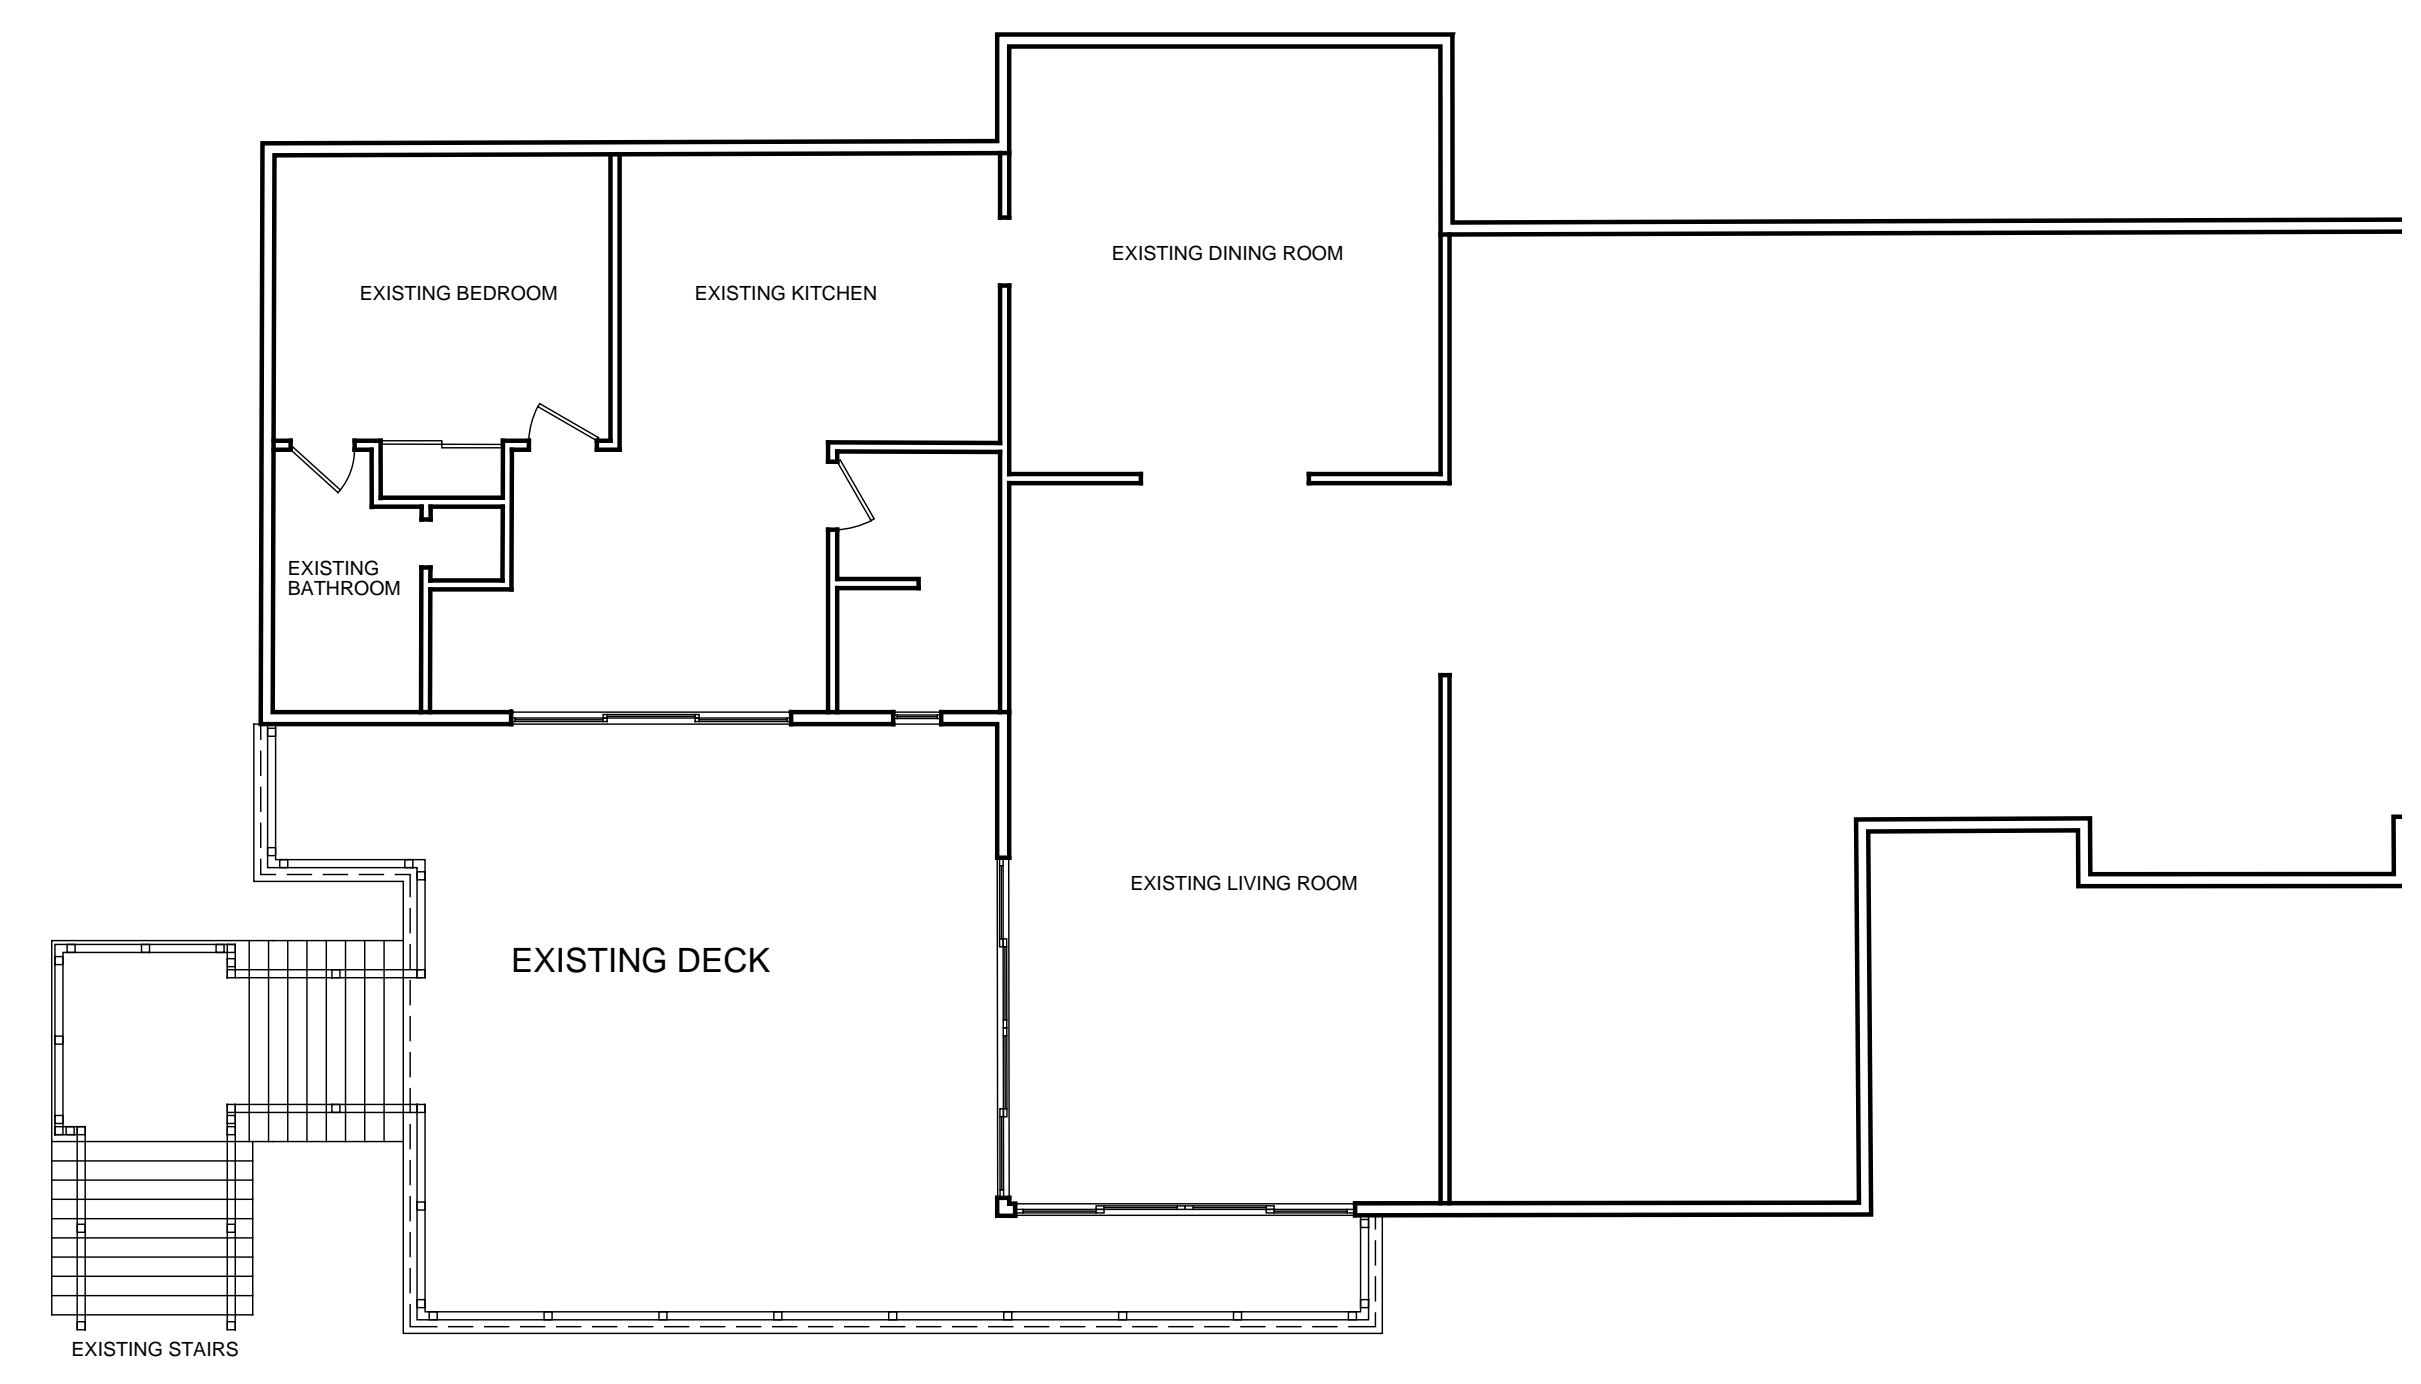 EXISTING DINING ROOM
EXISTING BEDROOM
EXISTING KITCHEN
EXISTING
BATHROOM
EXISTING LIVING ROOM
EXISTING DECK
EXISTING STAIRS